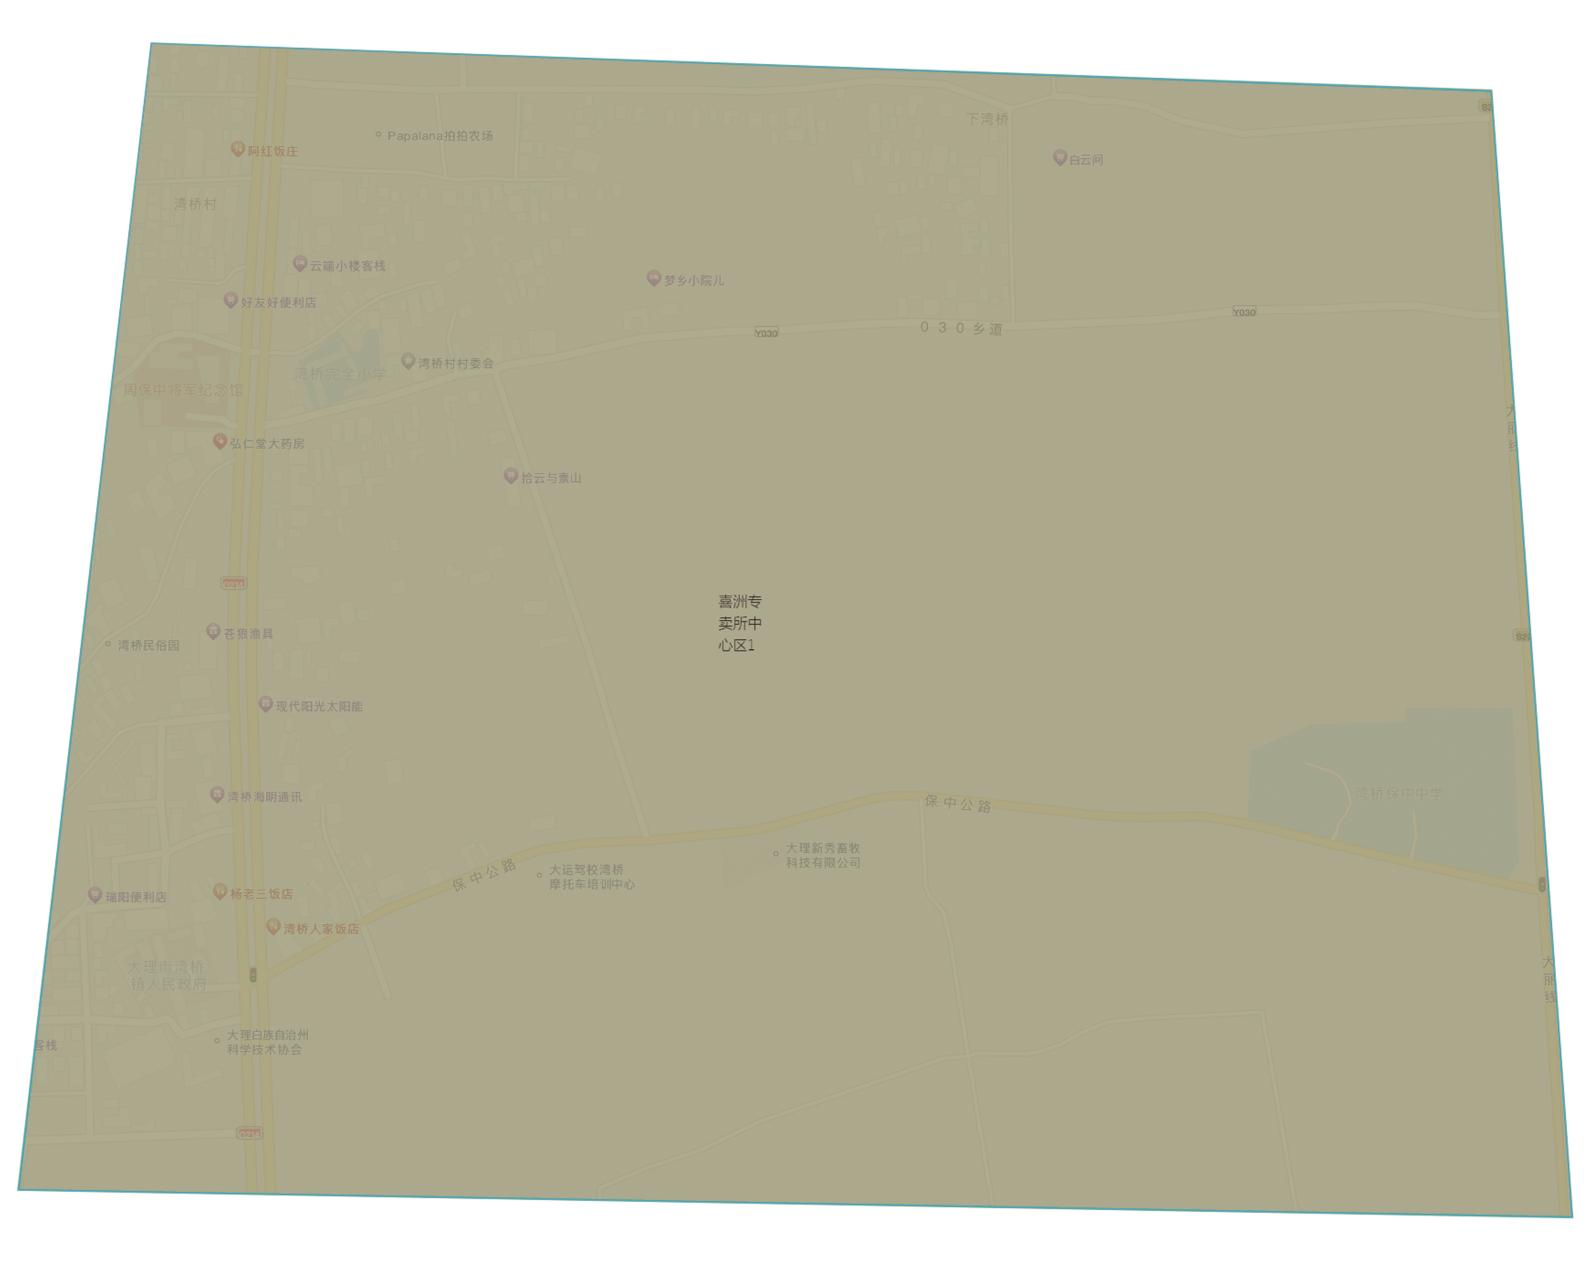 下湾桥
Papalana拍拍农场
阿红饭庄
白云间
湾桥村
云端小楼客栈
梦乡小院儿
好友好便利店
Y030
Y030
030乡道
湾桥村村委会
湾桥完全小学
周保中将军纪念馆
弘仁堂大药房
大丽线
拾云与素山
G214
喜洲专
卖所中
心区1
苍狼渔具
湾桥民俗园
现代阳光太阳能
湾桥海明通讯
湾桥保中中学
保中公路
大理新秀畜牧
科技有限公司
保中公路
大运驾校湾桥
摩托车培训中心
瑞阳便利店
杨老三饭店
湾桥人家饭店
大理市湾桥
镇人民政府
大丽线
大理白族自治州
科学技术协会
客栈
G214